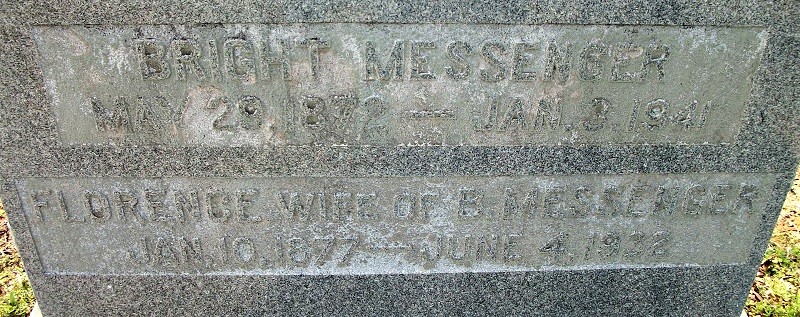 BRIGHT MESSENGER
MAY 29, 1872 — JAN. 3, 1941
FLORENCE, WIFE OF B. MESSENGER
JAN. 10, 1877 — JUNE 4, 1932